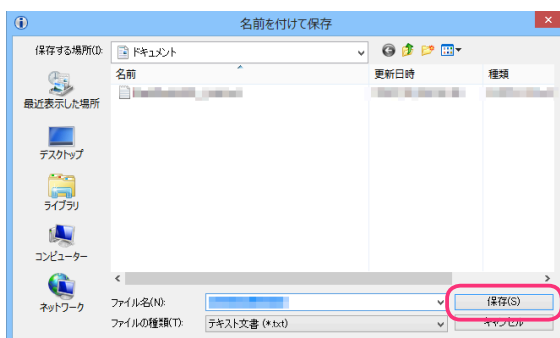 名前を付けて保存
保存する場所(I):
ドキュメント
名前
更新日時
種類
最近表示した場所
デスクトップ
ライブラリ
コンピューター
ネットワーク
ファイル名(N):
保存(S)
ファイルの種類(T):
テキスト文書 (*.txt)
キャンセル